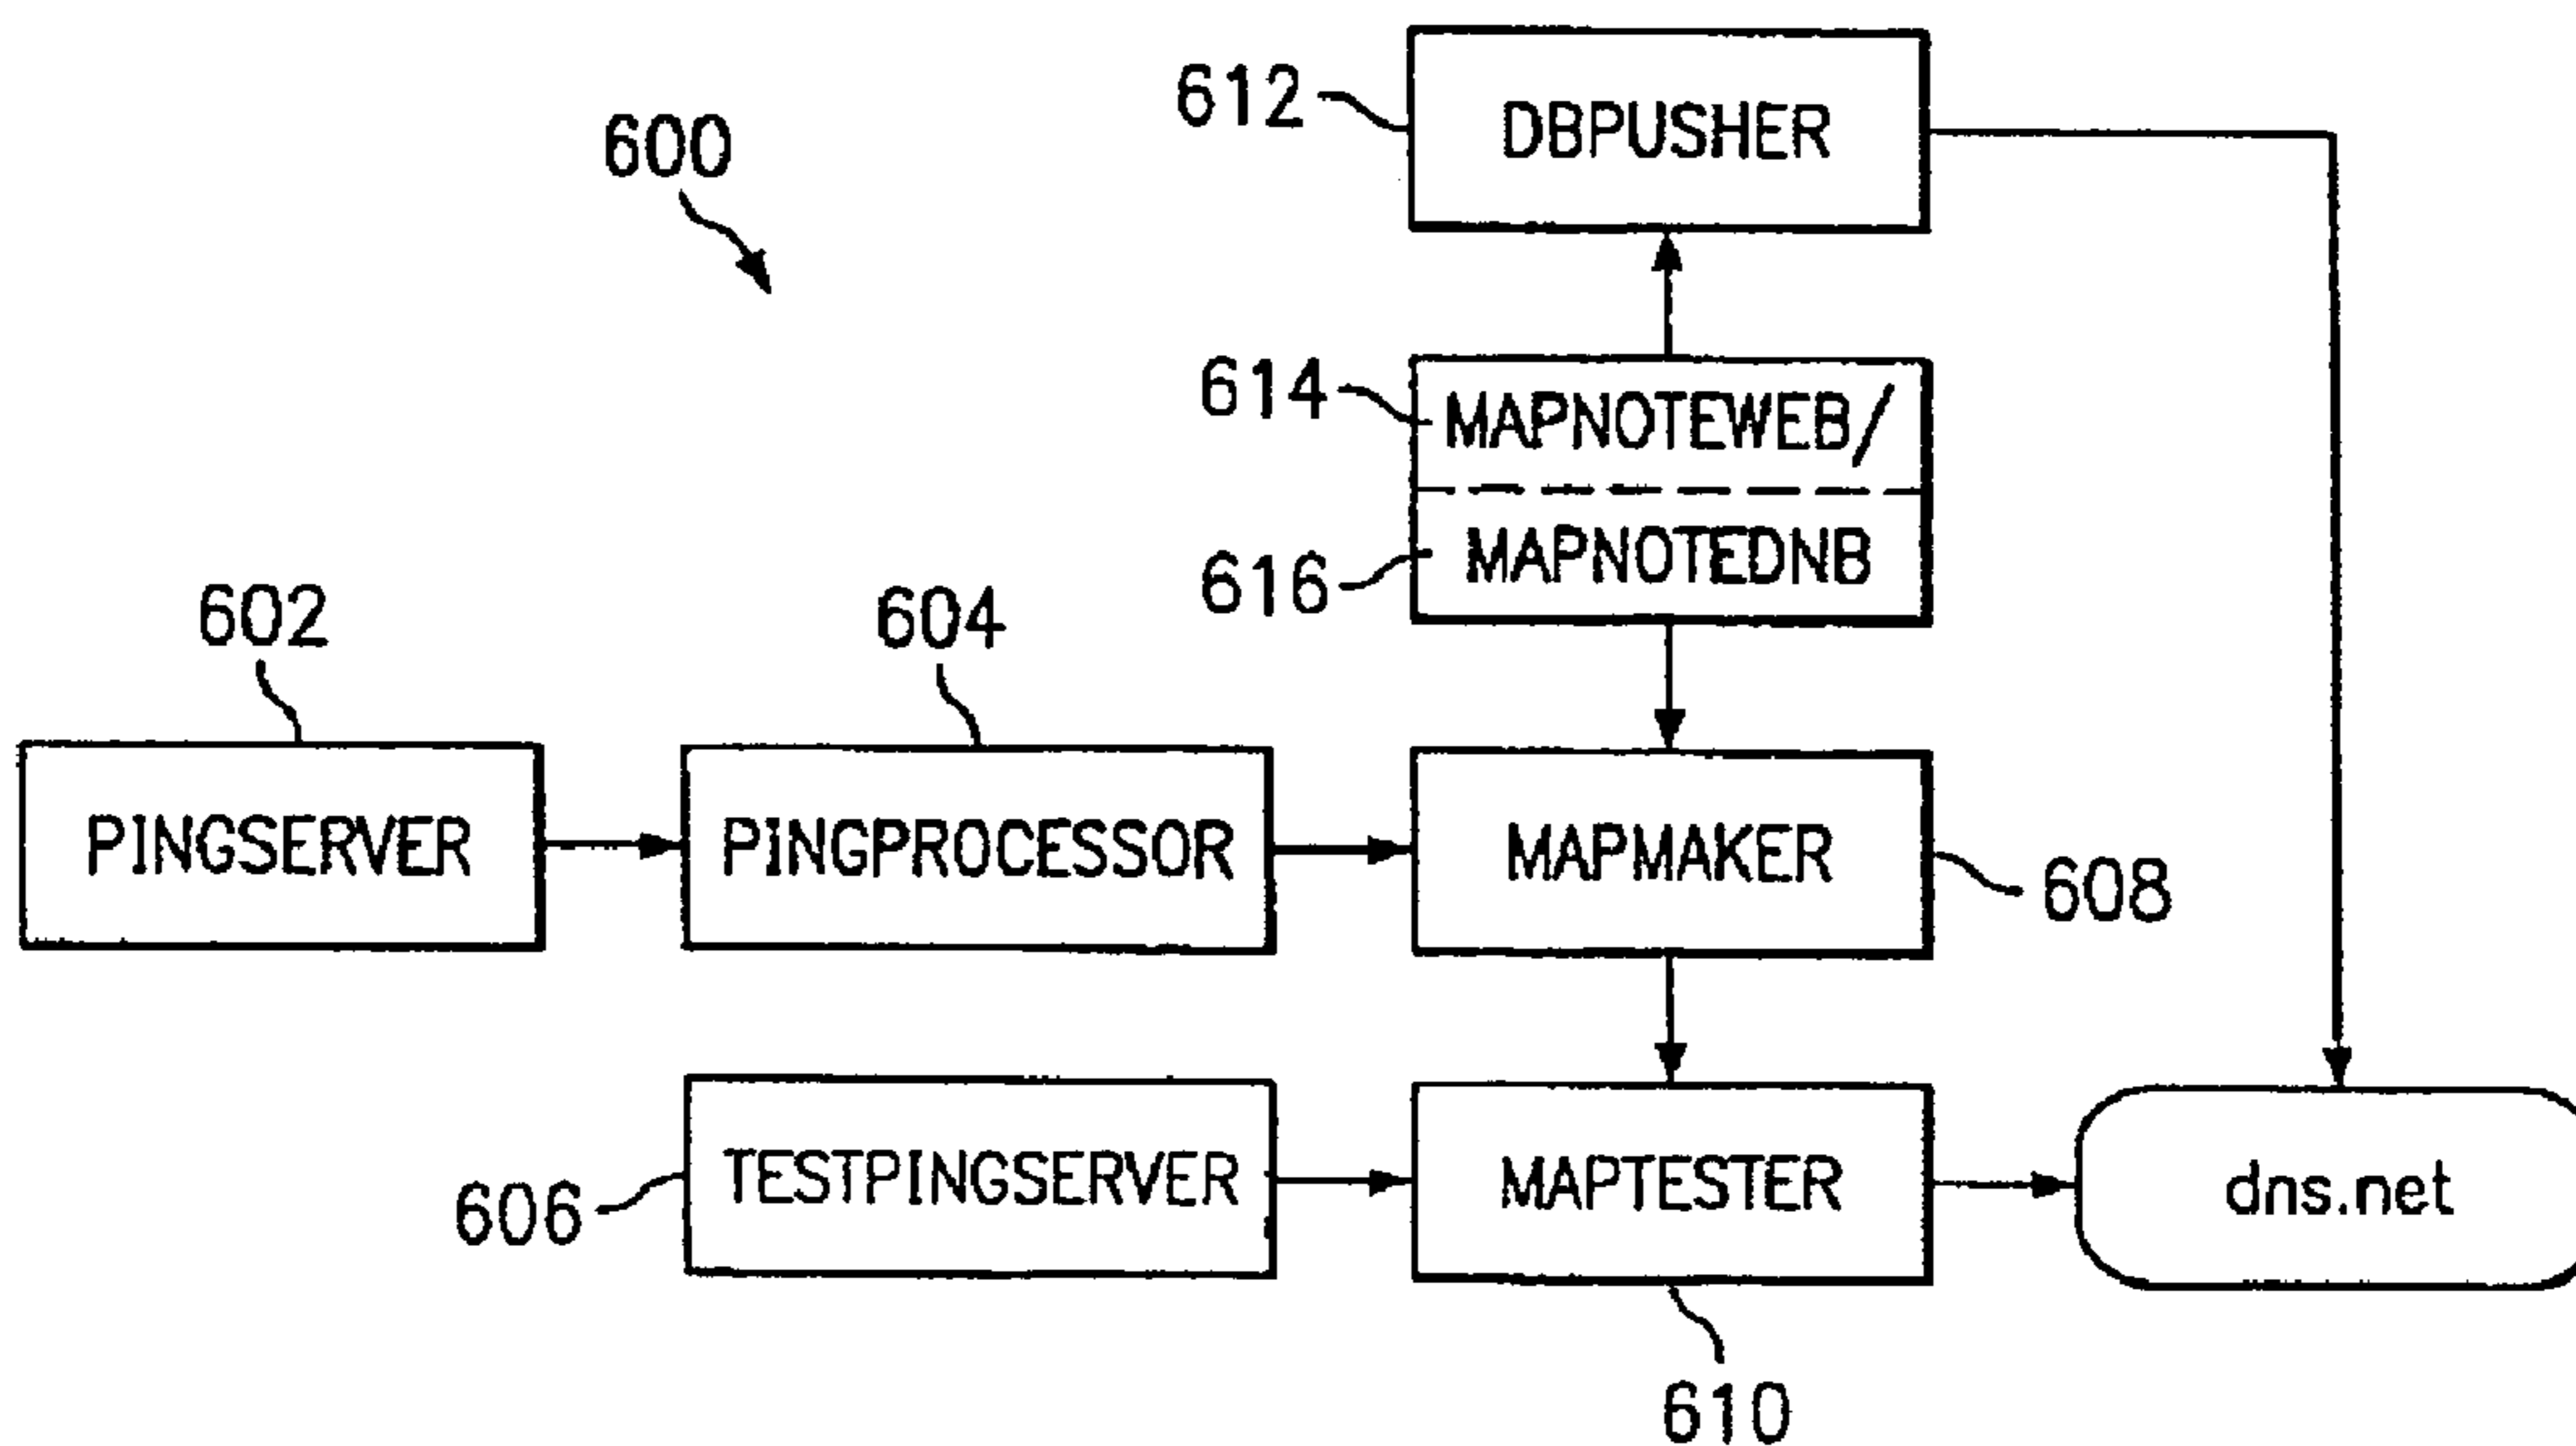 612
DBPUSHER
600
614
MAPNOTEWEB/
616
MAPNOTEDNB
602
604
PINGSERVER
PINGPROCESSOR
MAPMAKER
608
606
TESTPINGSERVER
MAPTESTER
dns.net
610